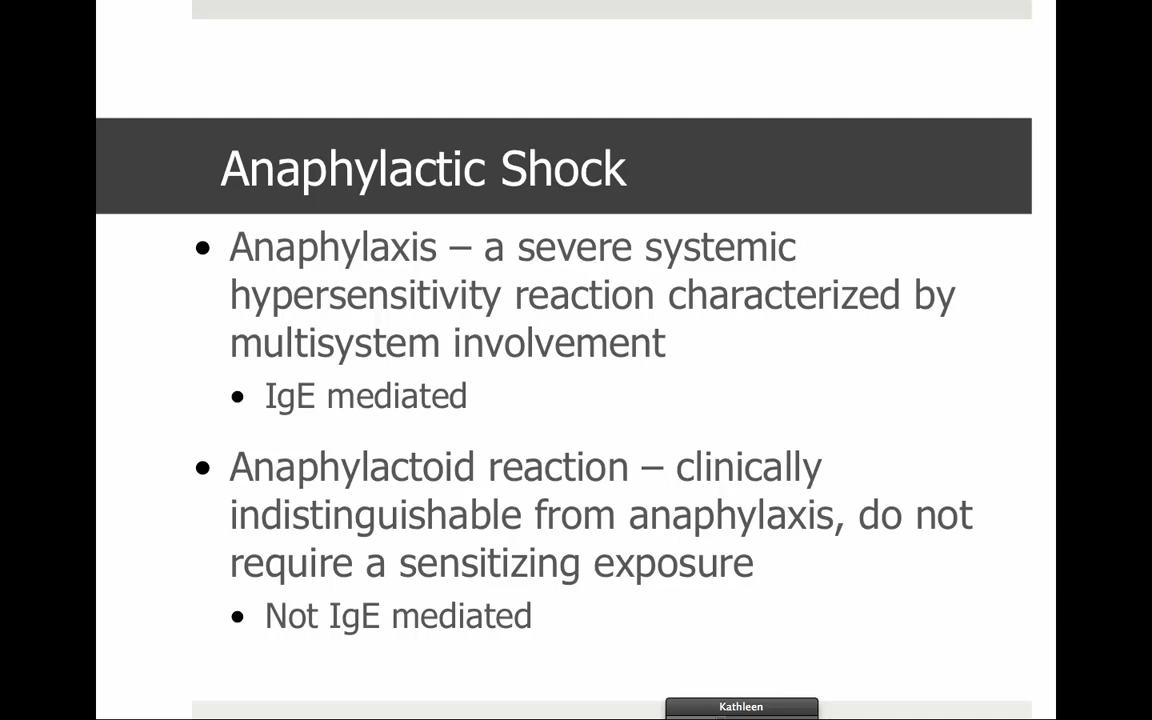 Anaphylactic Shock
• Anaphylaxis – a severe systemic
hypersensitivity reaction characterized by
multisystem involvement
• IgE mediated
• Anaphylactoid reaction – clinically
indistinguishable from anaphylaxis, do not
require a sensitizing exposure
• Not IgE mediated
Kathleen